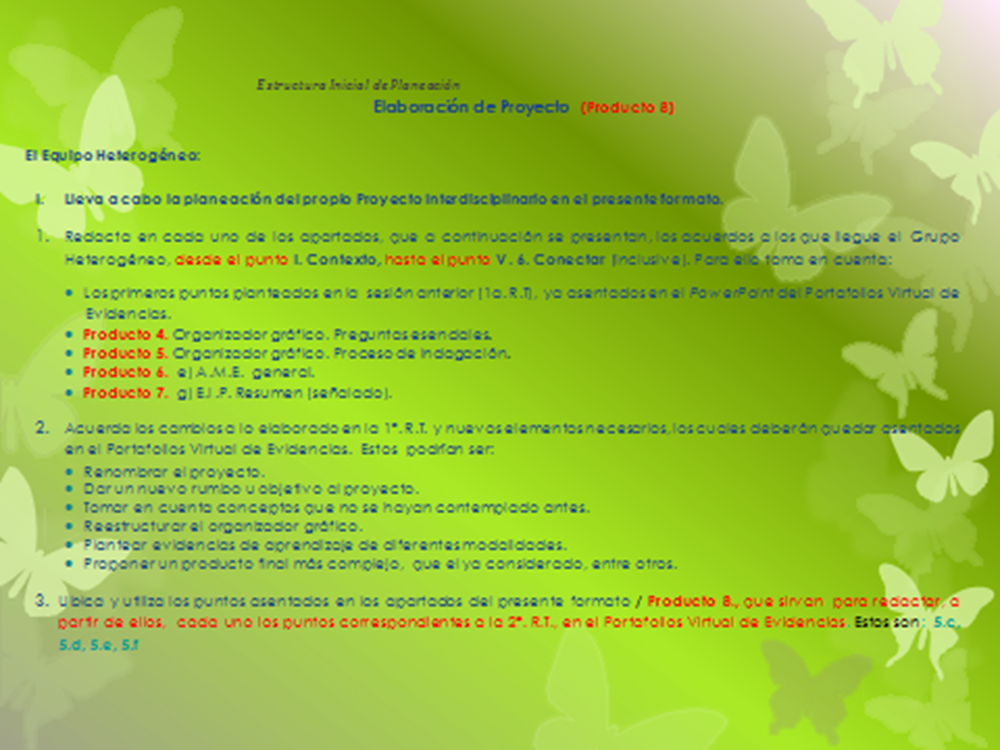 Estructura Inicial de Planeación
Elaboración de Proyecto (Producto 8)
El Equipo Heterogéneo:
I. Lleva a cabo la planeación del propio Proyecto Interdisciplinario en el presente formato.
1. Redacta en cada uno de los apartados, que a continuación se presentan, los acuerdos a los que llegue el Grupo
Heterogéneo, desde el punto I. Contexto, hasta el punto V. 6. Conectar (inclusive). Para ello toma en cuenta:
• Los primeros puntos planteados en la sesión anterior (1a. R.T), ya asentados en el PowerPoint del Portafolios Virtual de
Evidencias.
• Producto 4. Organizador gráfico. Preguntas esenciales.
• Producto 5. Organizador gráfico. Proceso de indagación.
• Producto 6. e) A.M.E. general.
• Producto 7. g) E.I.P. Resumen (señalado).
2. Acuerda los cambios a lo elaborado en la 1ª. R.T. y nuevos elementos necesarios, los cuales deberán quedar asentados
en el Portafolios Virtual de Evidencias. Estos podrían ser:
• Renombrar el proyecto.
• Dar un nuevo rumbo u objetivo al proyecto.
• Tomar en cuenta conceptos que no se hayan contemplado antes.
• Reestructurar el organizador gráfico.
• Plantear evidencias de aprendizaje de diferentes modalidades.
• Proponer un producto final más complejo, que el ya considerado, entre otros.
3. Ubica y utiliza los puntos asentados en los apartados del presente formato / Producto 8., que sirvan para redactar, a
partir de ellos, cada uno los puntos correspondientes a la 2ª. R.T., en el Portafolios Virtual de Evidencias. Estos son: 5.c,
5.d, 5.e, 5.f